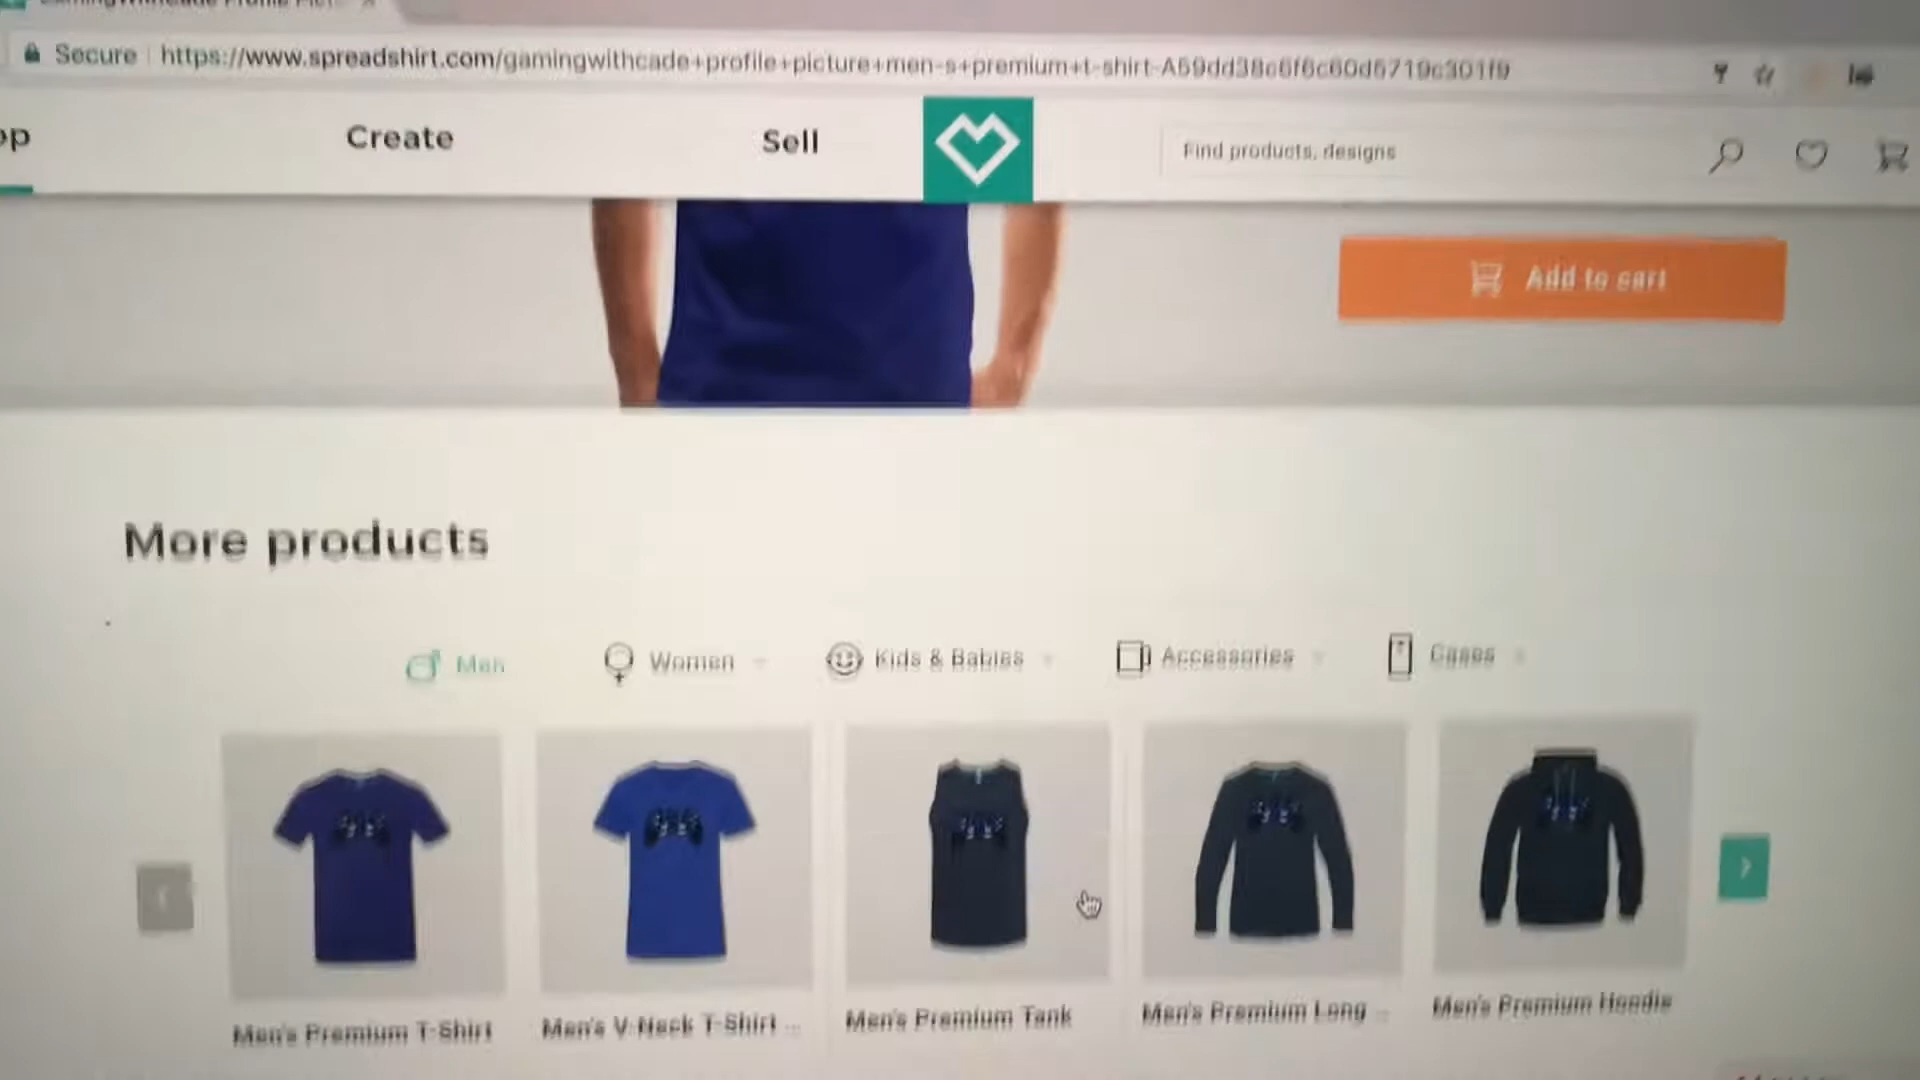 Secure https://www.spreadshirt.com/gamingwithcade+profile+picture+men-s+premium+t-shirt-A59dd38c6f6c60d6719c301f9
op Create Sell Find products, designs
Add to cart
More products
Men Women Kids & Babies Accessories Cases
Men's Premium T-Shirt Men's V-Neck T-Shirt ... Men's Premium Tank Men's Premium Long ... Men's Premium Hoodie